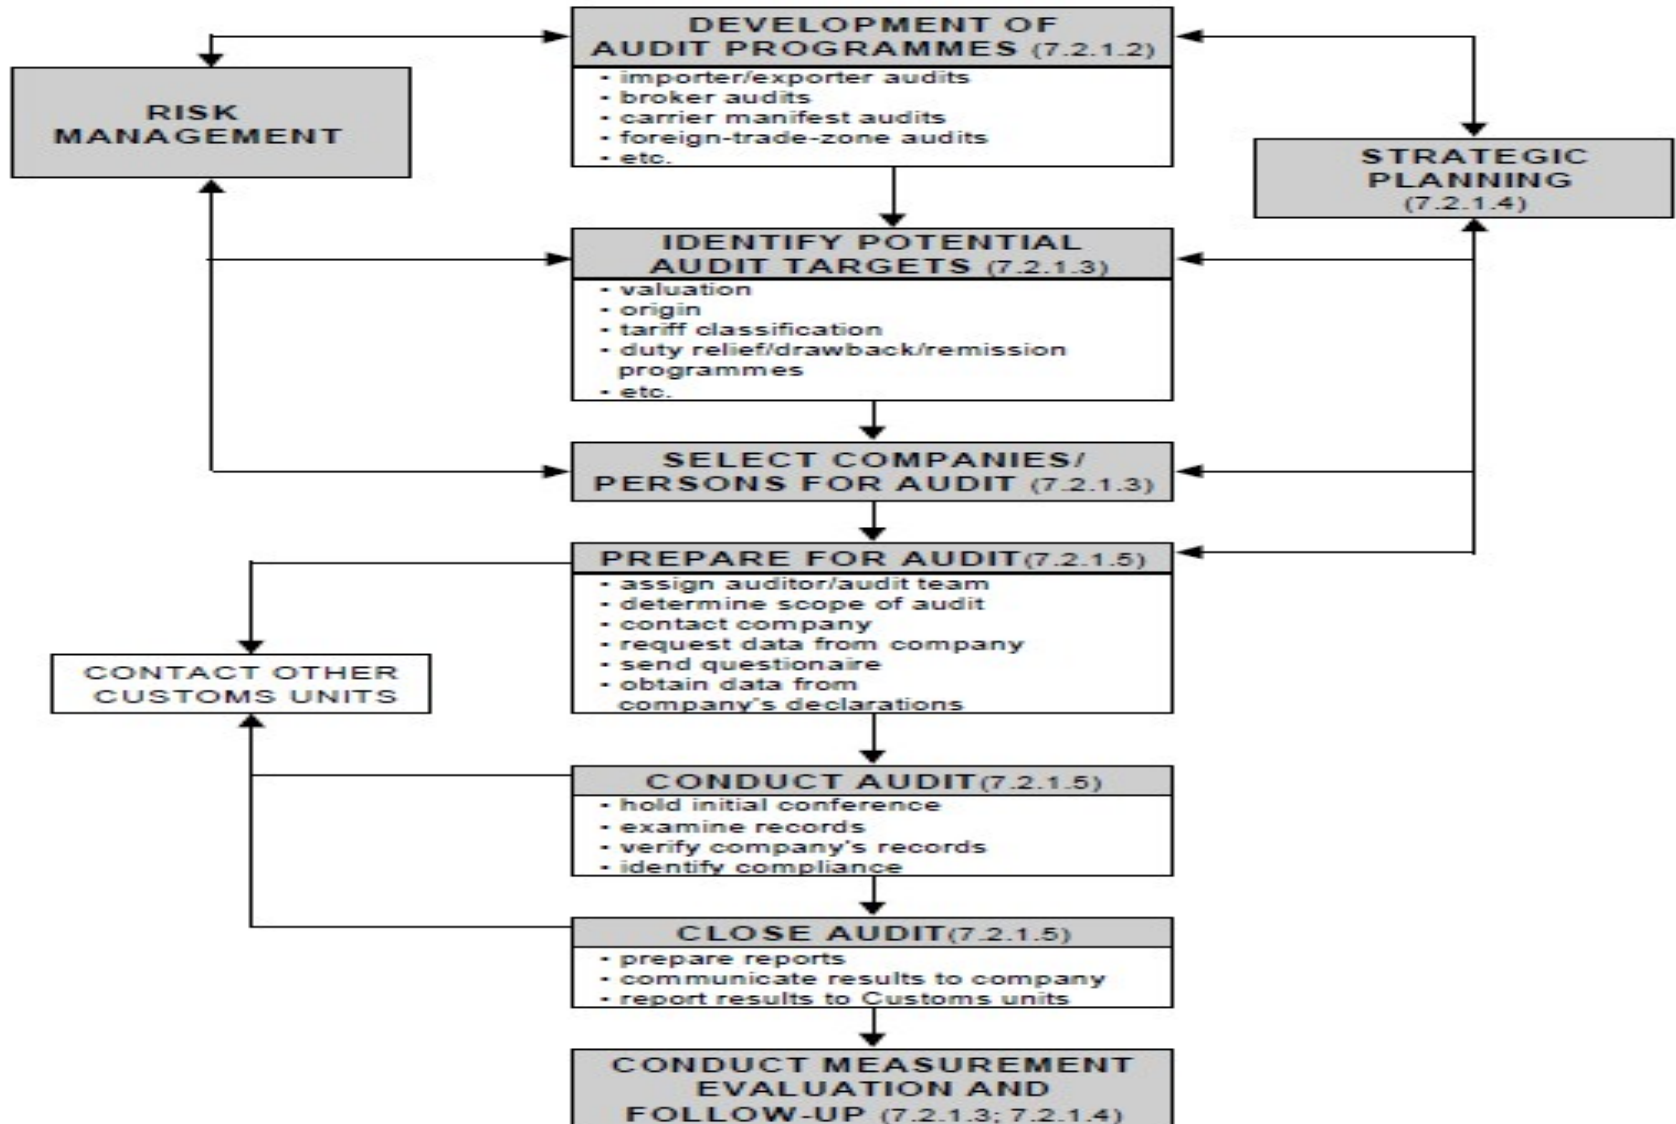 DEVELOPMENT OF
AUDIT PROGRAMMES (7.2.1.2)
- importer/exporter audits
- broker audits
- carrier manifest audits
- foreign-trade-zone audits
- etc.
RISK
MANAGEMENT
STRATEGIC
PLANNING
(7.2.1.4)
IDENTIFY POTENTIAL
AUDIT TARGETS (7.2.1.3)
- valuation
- origin
- tariff classification
- duty relief/drawback/remission
programmes
- etc.
SELECT COMPANIES/
PERSONS FOR AUDIT (7.2.1.3)
PREPARE FOR AUDIT(7.2.1.5)
- assign auditor/audit team
- determine scope of audit
- contact company
- request data from company
- send questionaire
- obtain data from
company's declarations
CONTACT OTHER
CUSTOMS UNITS
CONDUCT AUDIT(7.2.1.5)
- hold initial conference
- examine records
- verify company's records
- identify compliance
CLOSE AUDIT(7.2.1.5)
- prepare reports
- communicate results to company
- report results to Customs units
CONDUCT MEASUREMENT
EVALUATION AND
FOLLOW-UP (7.2.1.3; 7.2.1.4)